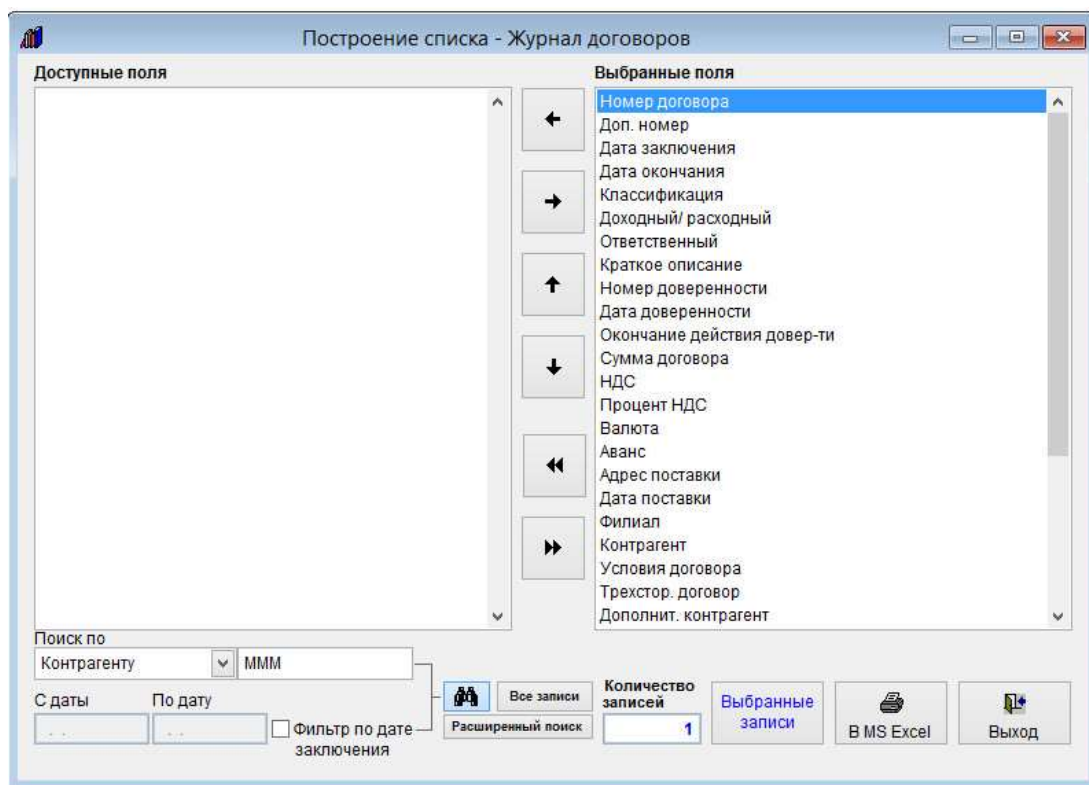 Построение списка - Журнал договоров
Доступные поля
Выбранные поля
Номер договора
Доп. номер
Дата заключения
Дата окончания
Классификация
Доходный/ расходный
Ответственный
Краткое описание
Номер доверенности
Дата доверенности
Окончание действия довер-ти
Сумма договора
НДС
Процент НДС
Валюта
Аванс
Адрес поставки
Дата поставки
Филиал
Контрагент
Условия договора
Трехстор. договор
Дополнит. контрагент
Поиск по
Контрагенту
МММ
С даты
По дату
. .
. .
Фильтр по дате
заключения
Все записи
Расширенный поиск
Количество
записей
1
Выбранные
записи
В MS Excel
Выход